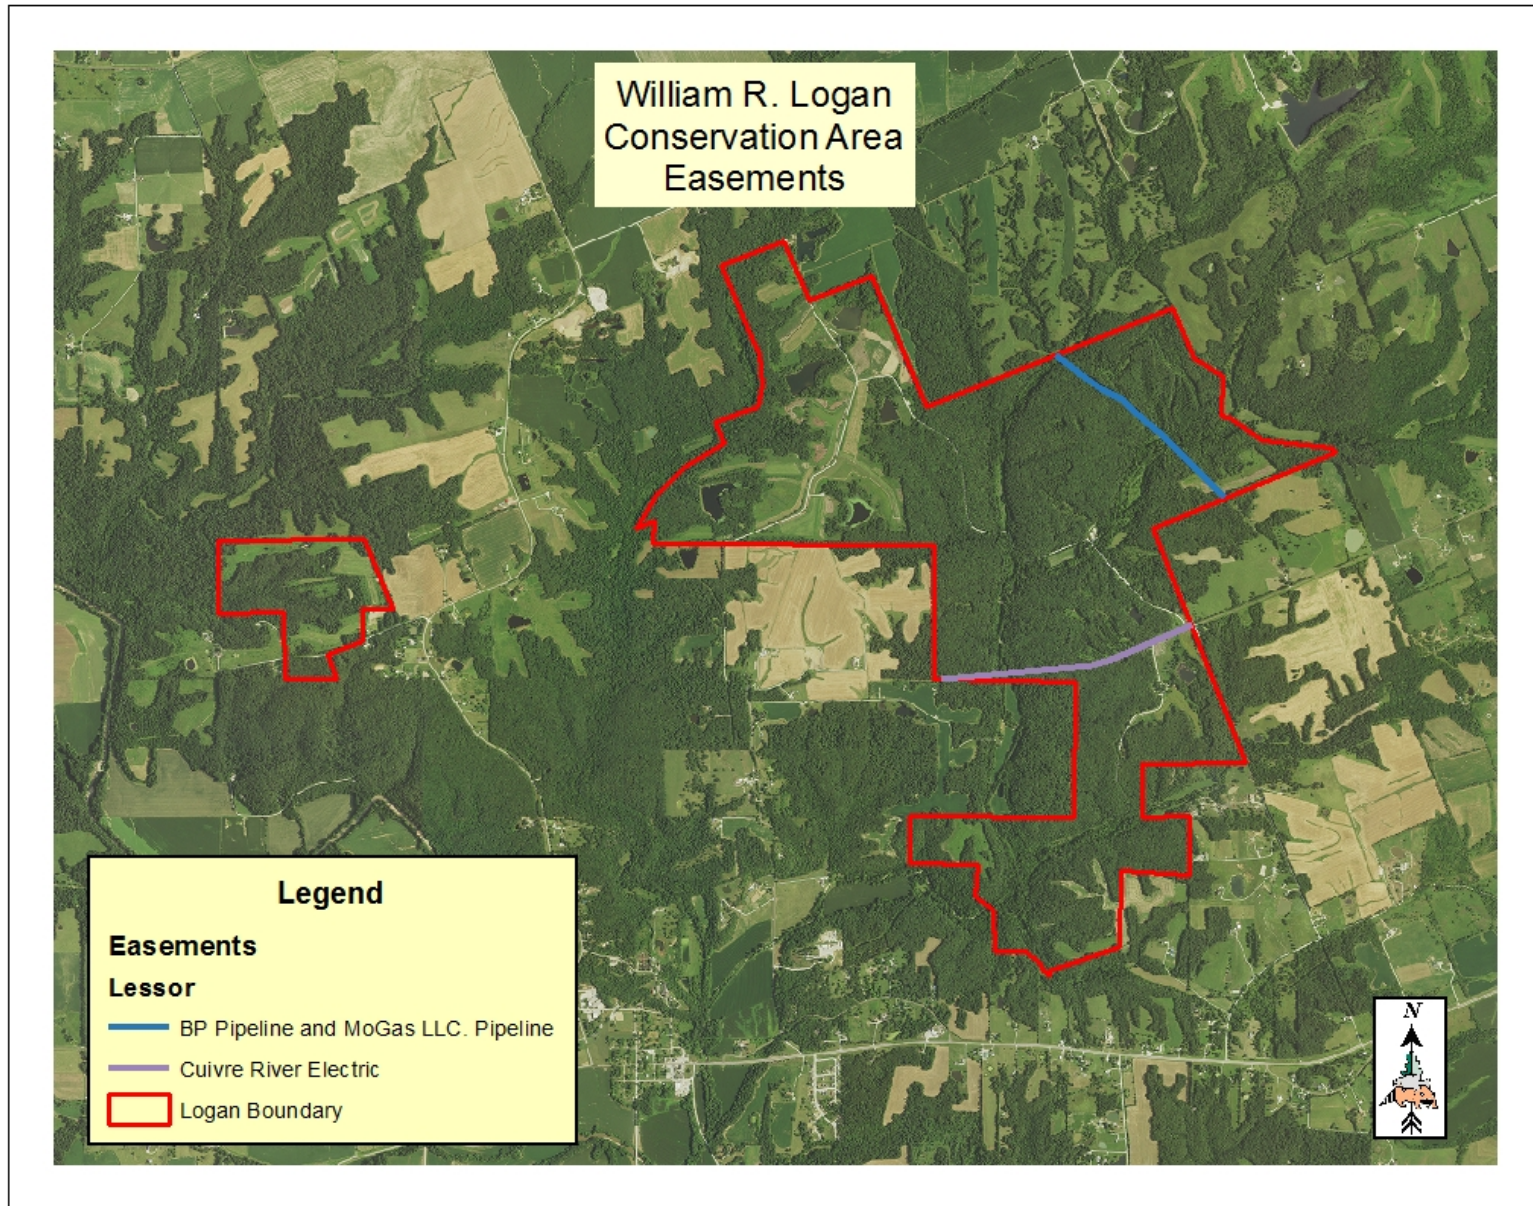 William R. Logan
Conservation Area
Easements
Legend
Easements
Lessor
BP Pipeline and MoGas LLC. Pipeline
Cuivre River Electric
Logan Boundary
N